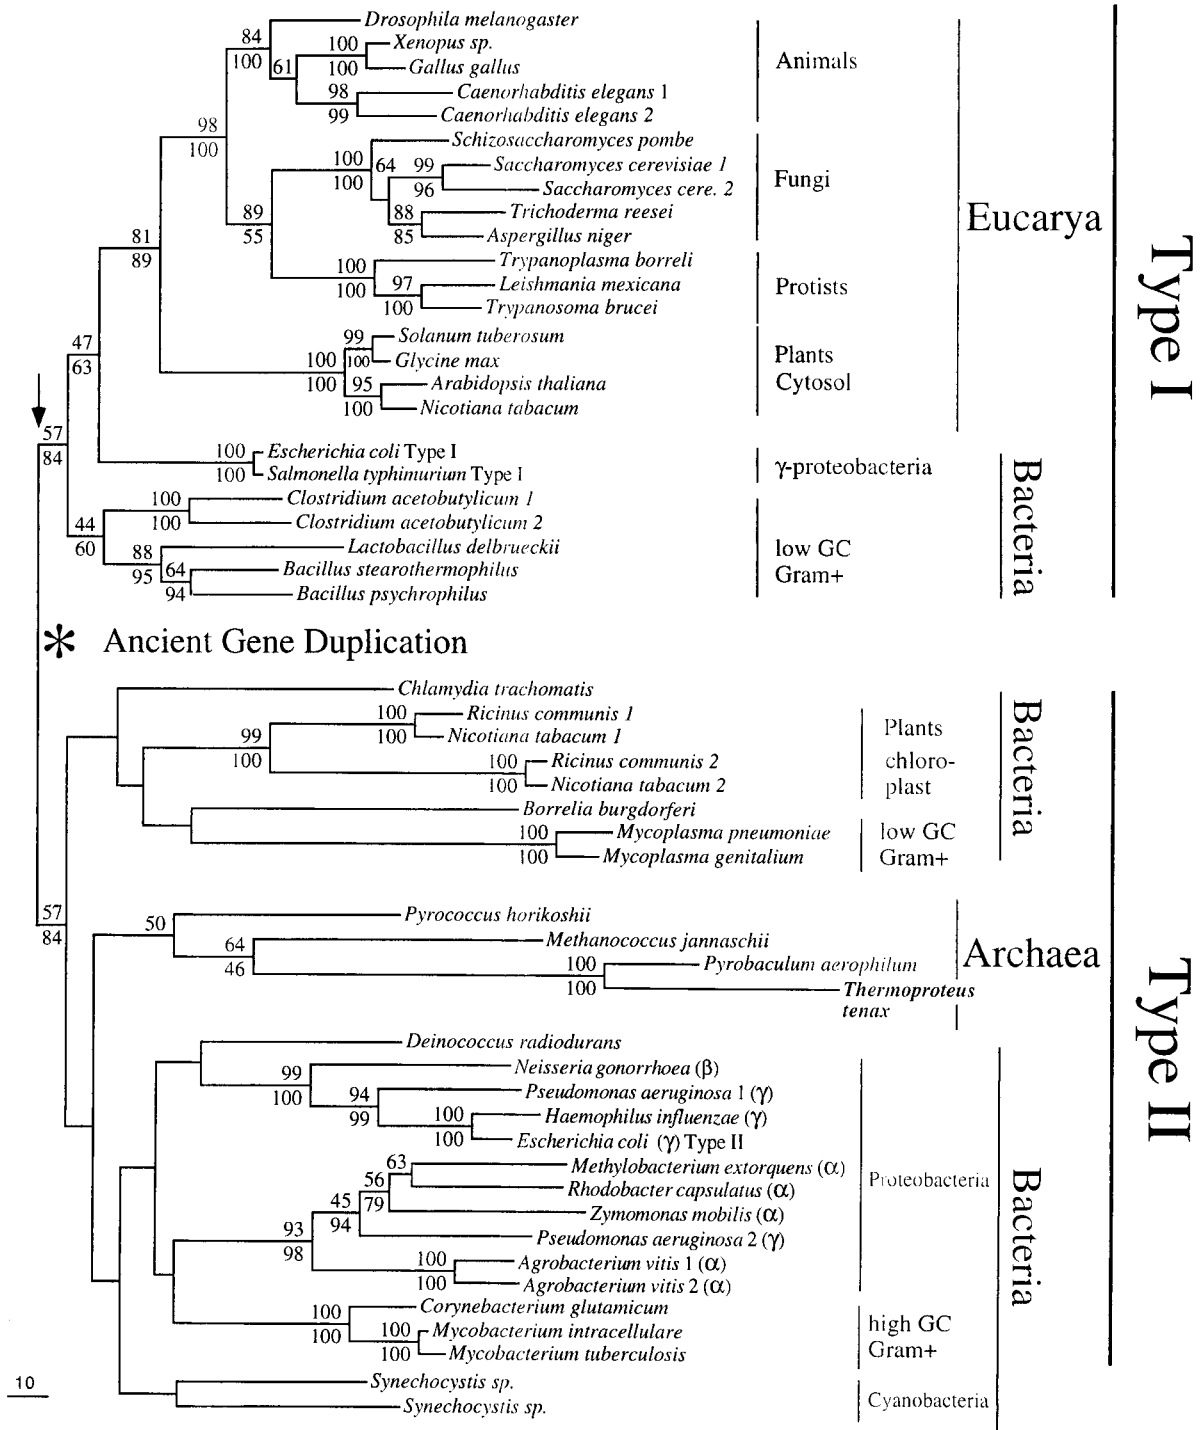 Drosophila melanogaster
84
100
Xenopus sp.
100
100
61
Gallus gallus
Animals
98
99
Caenorhabditis elegans 1
Caenorhabditis elegans 2
98
100
Schizosaccharomyces pombe
100
100
64
99
96
Saccharomyces cerevisiae 1
Saccharomyces cere. 2
Fungi
88
85
Trichoderma reesei
Aspergillus niger
89
55
Eucarya
Type I
81
89
100
100
Trypanoplasma borreli
97
100
Leishmania mexicana
Trypanosoma brucei
Protists
99
100
Solanum tuberosum
Glycine max
100
100
95
100
Arabidopsis thaliana
Nicotiana tabacum
Plants
Cytosol
47
63
57
84
100
100
Escherichia coli Type I
Salmonella typhimurium Type I
γ-proteobacteria
Bacteria
100
100
Clostridium acetobutylicum 1
Clostridium acetobutylicum 2
44
60
88
95
Lactobacillus delbrueckii
64
94
Bacillus stearothermophilus
Bacillus psychrophilus
low GC
Gram+
* Ancient Gene Duplication
Chlamydia trachomatis
100
100
Ricinus communis 1
Nicotiana tabacum 1
99
100
100
100
Ricinus communis 2
Nicotiana tabacum 2
Plants
chloro-
plast
Bacteria
Borrelia burgdorferi
100
100
Mycoplasma pneumoniae
Mycoplasma genitalium
low GC
Gram+
57
84
50
Pyrococcus horikoshii
64
46
Methanococcus jannaschii
100
100
Pyrobaculum aerophilum
Thermoproteus
tenax
Archaea
Type II
Deinococcus radiodurans
99
100
Neisseria gonorrhoea (β)
94
99
Pseudomonas aeruginosa 1 (γ)
100
100
Haemophilus influenzae (γ)
Escherichia coli (γ) Type II
63
Methylobacterium extorquens (α)
56
79
Rhodobacter capsulatus (α)
45
94
Zymomonas mobilis (α)
Pseudomonas aeruginosa 2 (γ)
93
98
100
100
Agrobacterium vitis 1 (α)
Agrobacterium vitis 2 (α)
Proteobacteria
Bacteria
100
100
Corynebacterium glutamicum
100
100
Mycobacterium intracellulare
Mycobacterium tuberculosis
high GC
Gram+
Synechocystis sp.
Synechocystis sp.
Cyanobacteria
10